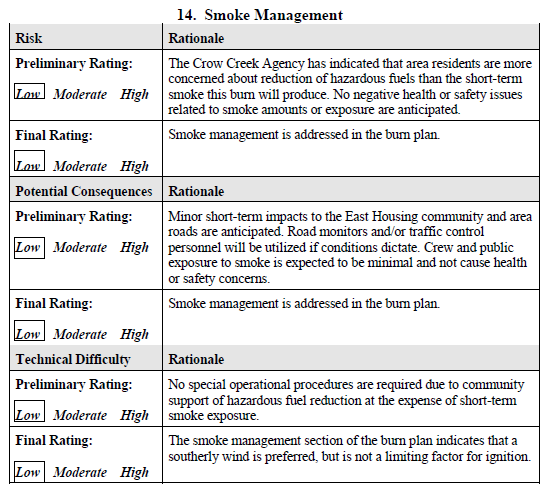 14. Smoke Management
Risk
Rationale
Preliminary Rating:
Low Moderate High
The Crow Creek Agency has indicated that area residents are more
concerned about reduction of hazardous fuels than the short-term
smoke this burn will produce. No negative health or safety issues
related to smoke amounts or exposure are anticipated.
Final Rating:
Low Moderate High
Smoke management is addressed in the burn plan.
Potential Consequences
Rationale
Preliminary Rating:
Low Moderate High
Minor short-term impacts to the East Housing community and area
roads are anticipated. Road monitors and/or traffic control
personnel will be utilized if conditions dictate. Crew and public
exposure to smoke is expected to be minimal and not cause health
or safety concerns.
Final Rating:
Low Moderate High
Smoke management is addressed in the burn plan.
Technical Difficulty
Rationale
Preliminary Rating:
Low Moderate High
No special operational procedures are required due to community
support of hazardous fuel reduction at the expense of short-term
smoke exposure.
Final Rating:
Low Moderate High
The smoke management section of the burn plan indicates that a
southerly wind is preferred, but is not a limiting factor for ignition.